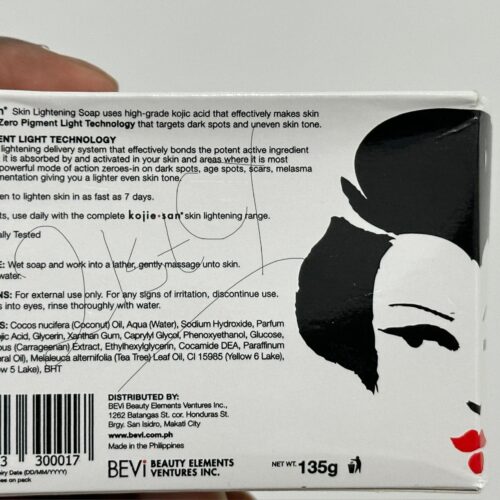 Skin Lightening Soap uses high-grade kojic acid that effectively makes skin
Zero Pigment Light Technology that targets dark spots and uneven skin tone.
LIGHT TECHNOLOGY
lightening delivery system that effectively bonds the potent active ingredient
it is absorbed by and activated in your skin and areas where it is most
powerful mode of action zeroes-in on dark spots, age spots, scars, melasma
giving you a lighter even skin tone.
to lighten skin in as fast as 7 days.
use daily with the complete kojie•san® skin lightening range.
Tested
Wet soap and work into a lather, gently massage unto skin.
water.
For external use only. For any signs of irritation, discontinue use.
into eyes, rinse thoroughly with water.
Cocos nucifera (Coconut) Oil, Aqua (Water), Sodium Hydroxide, Parfum
Acid, Glycerin, Xanthan Gum, Caprylyl Glycol, Phenoxyethanol, Glucose,
(Carrageenan) Extract, Ethylhexylglycerin, Cocamide DEA, Paraffinum
Oil), Melaleuca alternifolia (Tea Tree) Leaf Oil, CI 15985 (Yellow 6 Lake),
5 Lake), BHT
DISTRIBUTED BY:
BEVi Beauty Elements Ventures Inc.,
1262 Batangas St. cor. Honduras St.
Brgy. San Isidro, Makati City
www.bevi.com.ph
Made in the Philippines
3 300017
Date (DD/MM/YYYY)
on pack
BEVi BEAUTY ELEMENTS
VENTURES INC.
NET WT. 135g